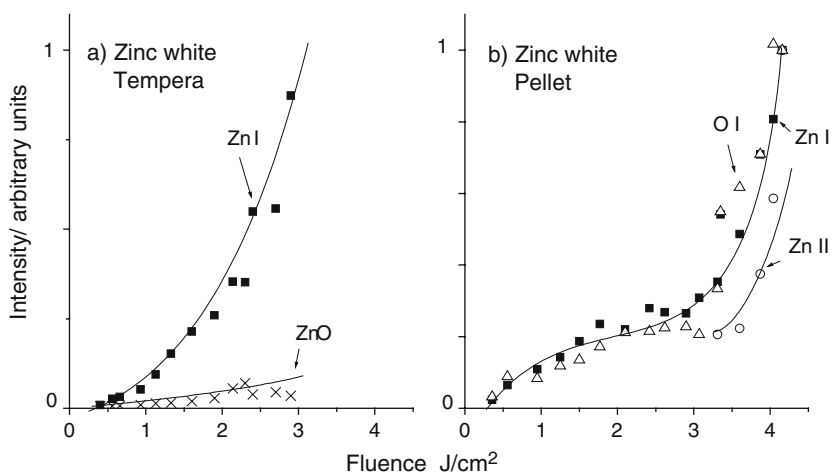 a) Zinc white
Tempera
Zn I
ZnO
1
0
0
1
2
3
4
b) Zinc white
Pellet
O I
Zn I
Zn II
1
0
0
1
2
3
4
Intensity/ arbitrary units
Fluence J/cm²